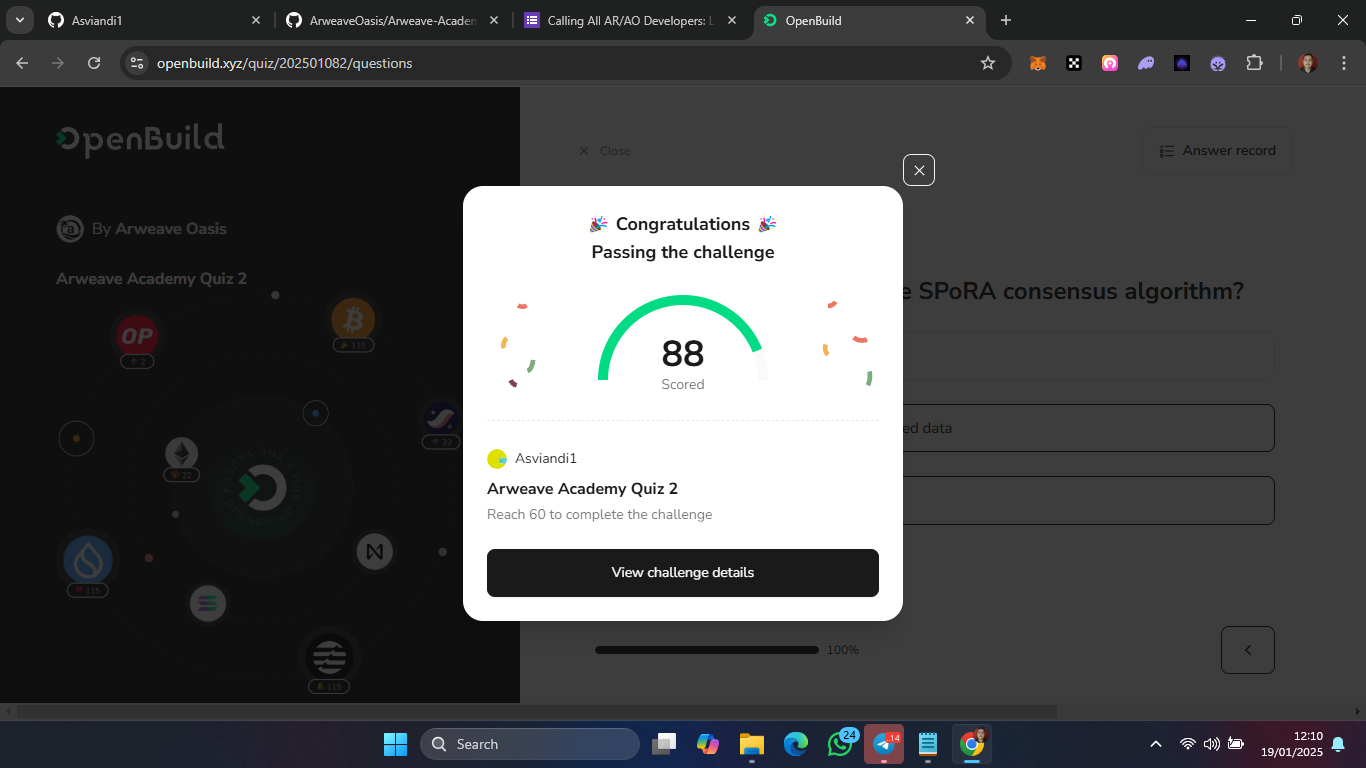 Asviandi1
ArweaveOasis/Arweave-Academ
Calling All AR/AO Developers: L
OpenBuild
openbuild.xyz/quiz/202501082/questions
OpenBuild
Close
Answer record
By Arweave Oasis
Arweave Academy Quiz 2
🎉 Congratulations 🎉
Passing the challenge
e SPoRA consensus algorithm?
OP
2
115
88
Scored
ed data
32
22
Asviandi1
Arweave Academy Quiz 2
Reach 60 to complete the challenge
View challenge details
115
100%
115
Search
24
.14
12:10
19/01/2025